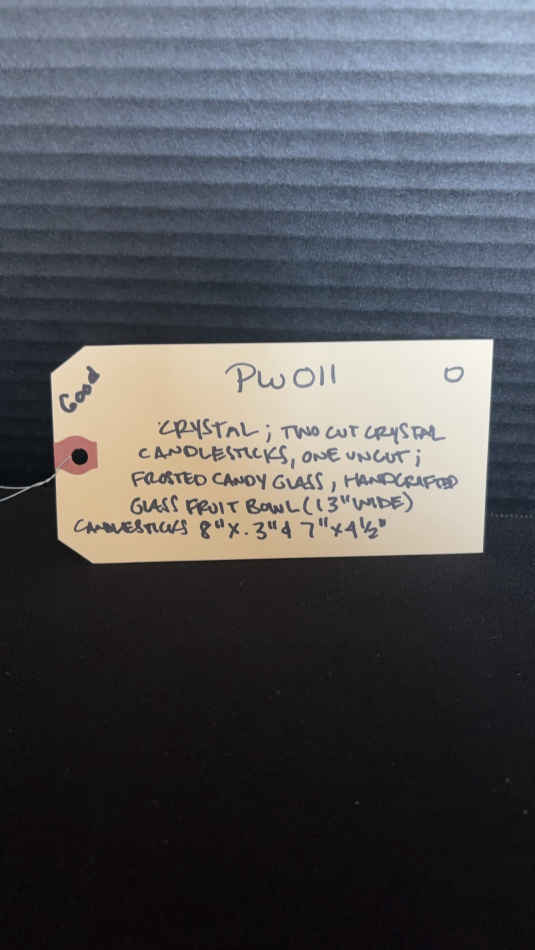 Good
PW011
O
CRYSTAL; TWO CUT CRYSTAL
CANDLESTICKS, ONE UNCUT;
FROSTED CANDY GLASS, HANDCRAFTED
GLASS FRUIT BOWL (13" WIDE)
CANDLESTICKS 8" X .3" & 7" X 4½"